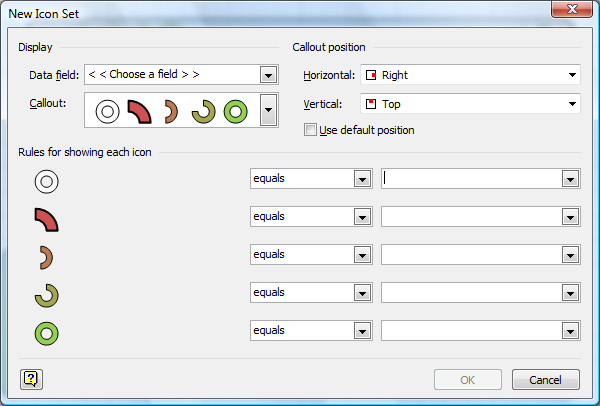 New Icon Set
Display
Data field: < < Choose a field > >
Callout:
Callout position
Horizontal: Right
Vertical: Top
Use default position
Rules for showing each icon
equals
equals
equals
equals
equals
?
OK Cancel